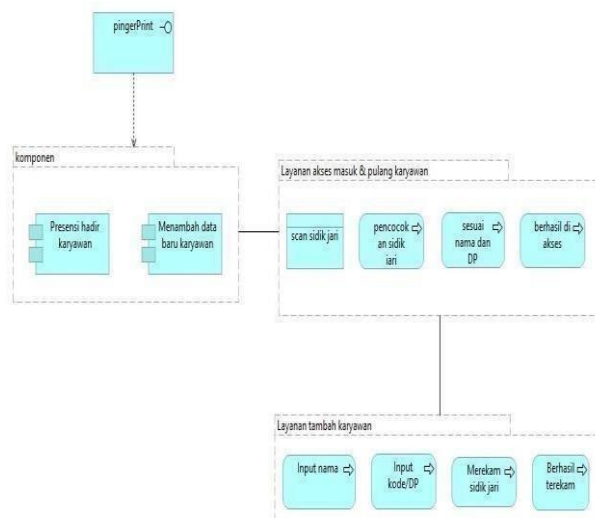 pingerPrint
komponen
Presensi hadir
karyawan
Menambah data
baru karyawan
Layanan akses masuk & pulang karyawan
scan sidik jari
pencocok
an sidik
jari
sesuai
nama dan
DP
berhasil di
akses
Layanan tambah karyawan
Input nama
Input
kode/DP
Merekam
sidik jari
Berhasil
terekam